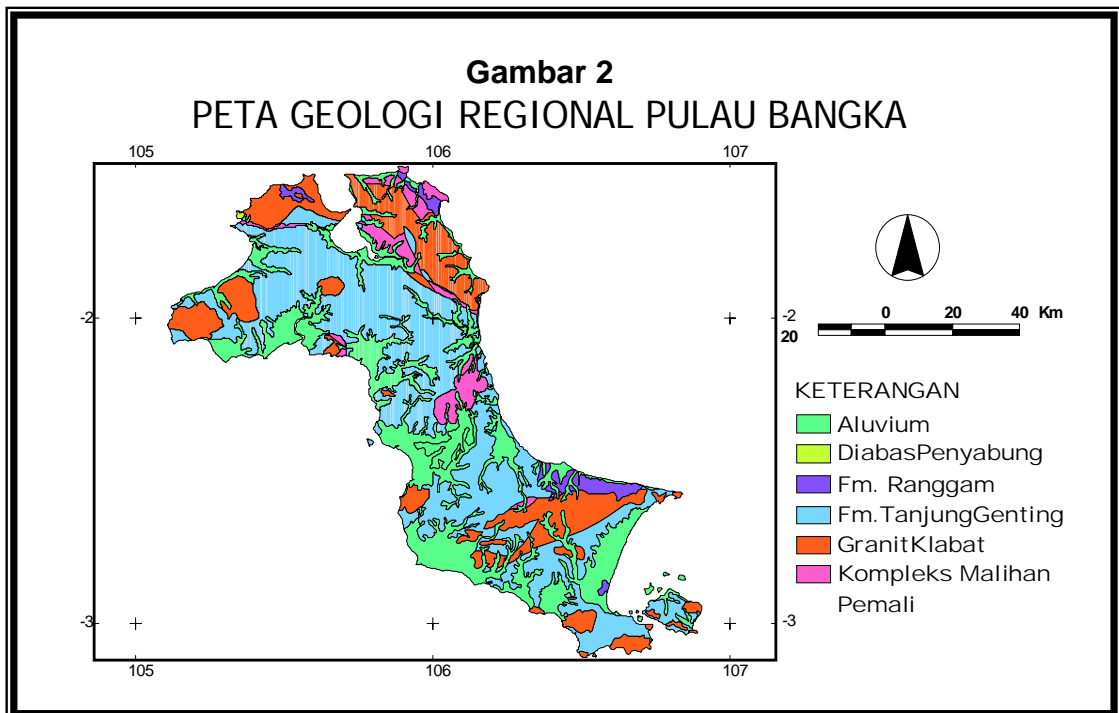 Gambar 2
PETA GEOLOGI REGIONAL PULAU BANGKA
105 106 107
-2 -2
20 0 20 40 Km
KETERANGAN
Aluvium
DiabasPenyabung
Fm. Ranggam
Fm.TanjungGenting
GranitKlabat
Kompleks Malihan
Pemali
-3 -3
105 106 107